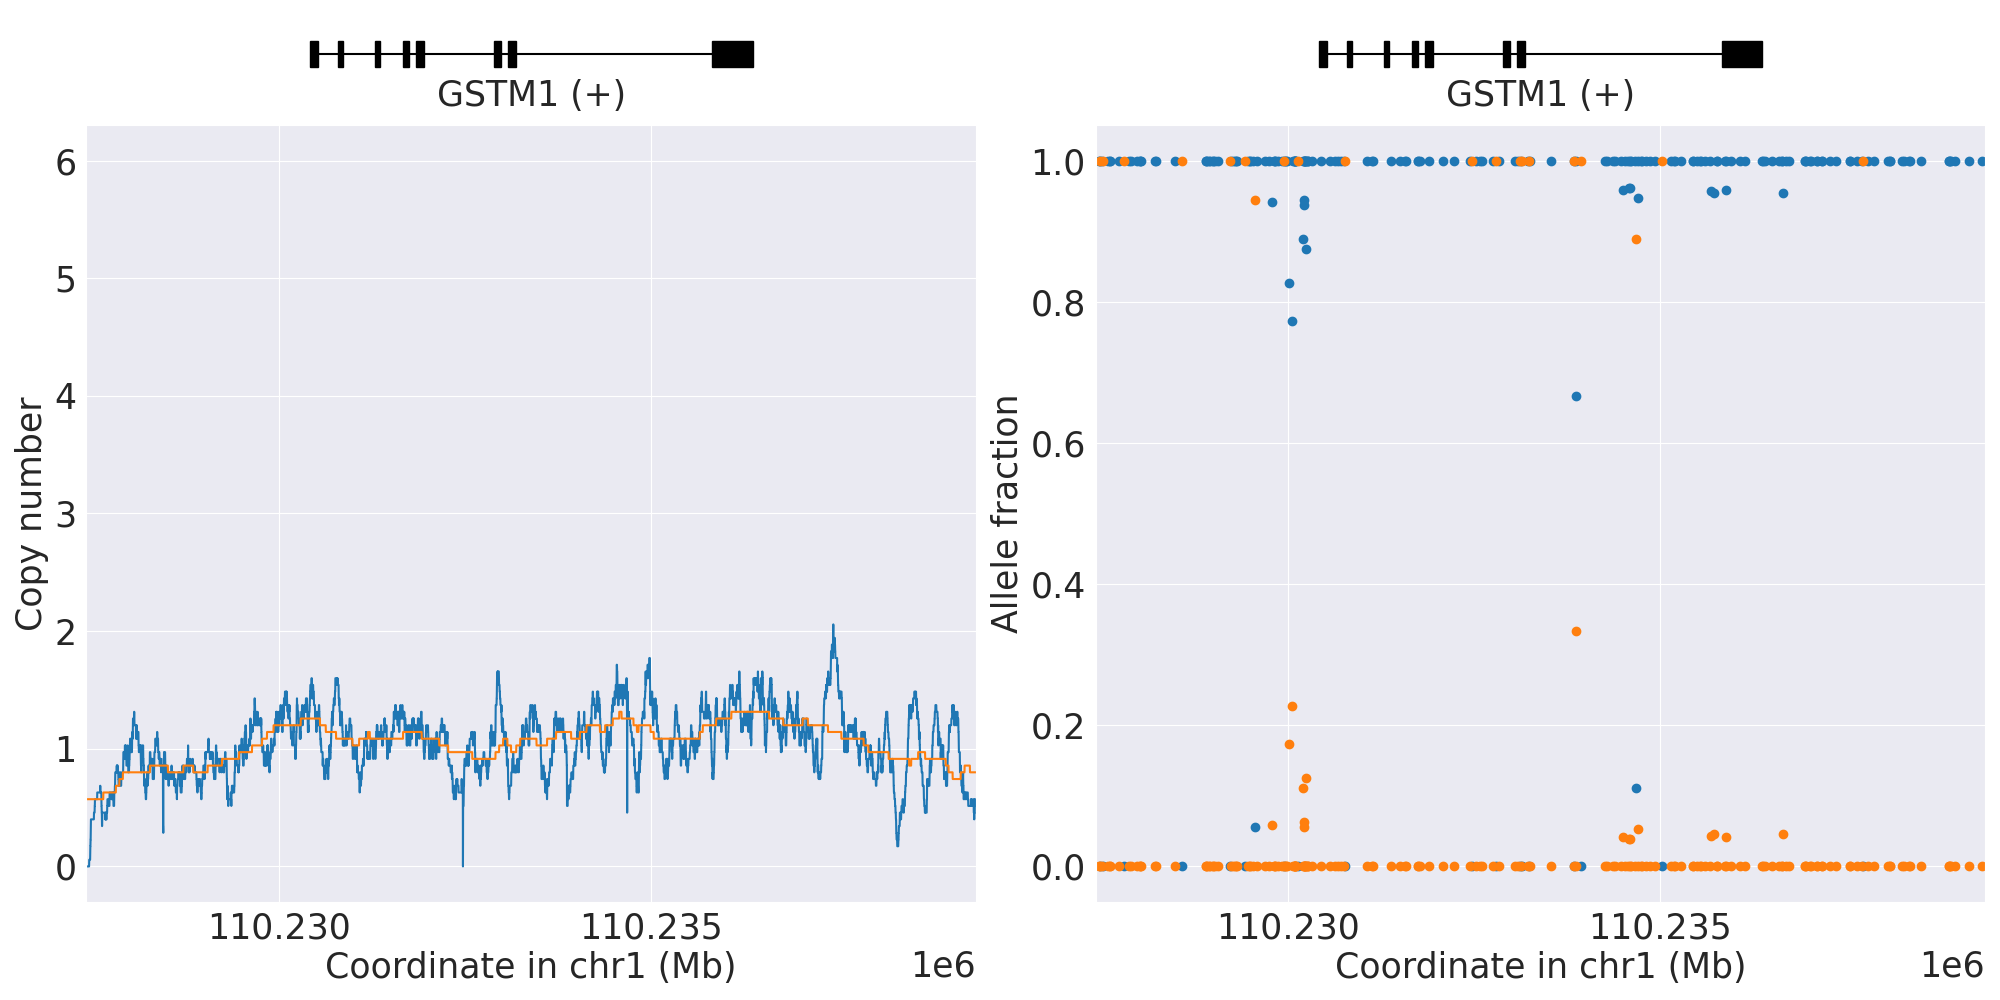 GSTM1 (+)
6
5
4
3
2
1
0
Copy number
110.230
110.235
Coordinate in chr1 (Mb)
1e6
GSTM1 (+)
1.0
0.8
0.6
0.4
0.2
0.0
Allele fraction
110.230
110.235
Coordinate in chr1 (Mb)
1e6